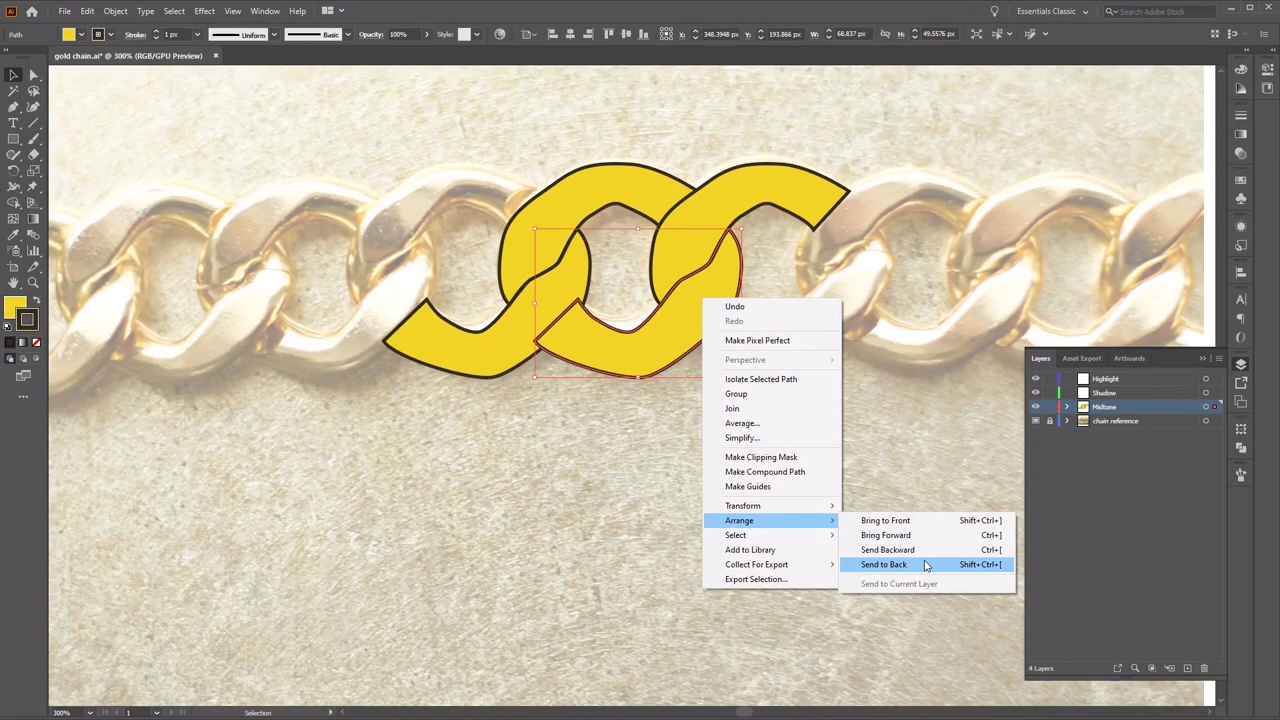 Ai
File Edit Object Type Select Effect View Window Help
Essentials Classic
Search Adobe Stock
Path
Stroke: 1 px
Uniform
Basic
Opacity: 100%
Style:
X: 348.3948 px
Y: 193.866 px
W: 68.837 px
H: 49.5576 px
gold chain.ai* @ 300% (RGB/GPU Preview) ×
Undo
Redo
Make Pixel Perfect
Perspective
Isolate Selected Path
Group
Join
Average...
Simplify...
Make Clipping Mask
Make Compound Path
Make Guides
Transform
Arrange
Select
Add to Library
Collect For Export
Export Selection...
Bring to Front Shift+Ctrl+]
Bring Forward Ctrl+]
Send Backward Ctrl+[
Send to Back Shift+Ctrl+[
Send to Current Layer
Layers Asset Export Artboards
Highlight
Shadow
Midtone
chain reference
4 Layers
300%
1
Selection